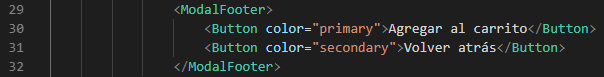 29 <ModalFooter>
30 <Button color="primary">Agregar al carrito</Button>
31 <Button color="secondary">Volver atrás</Button>
32 </ModalFooter>